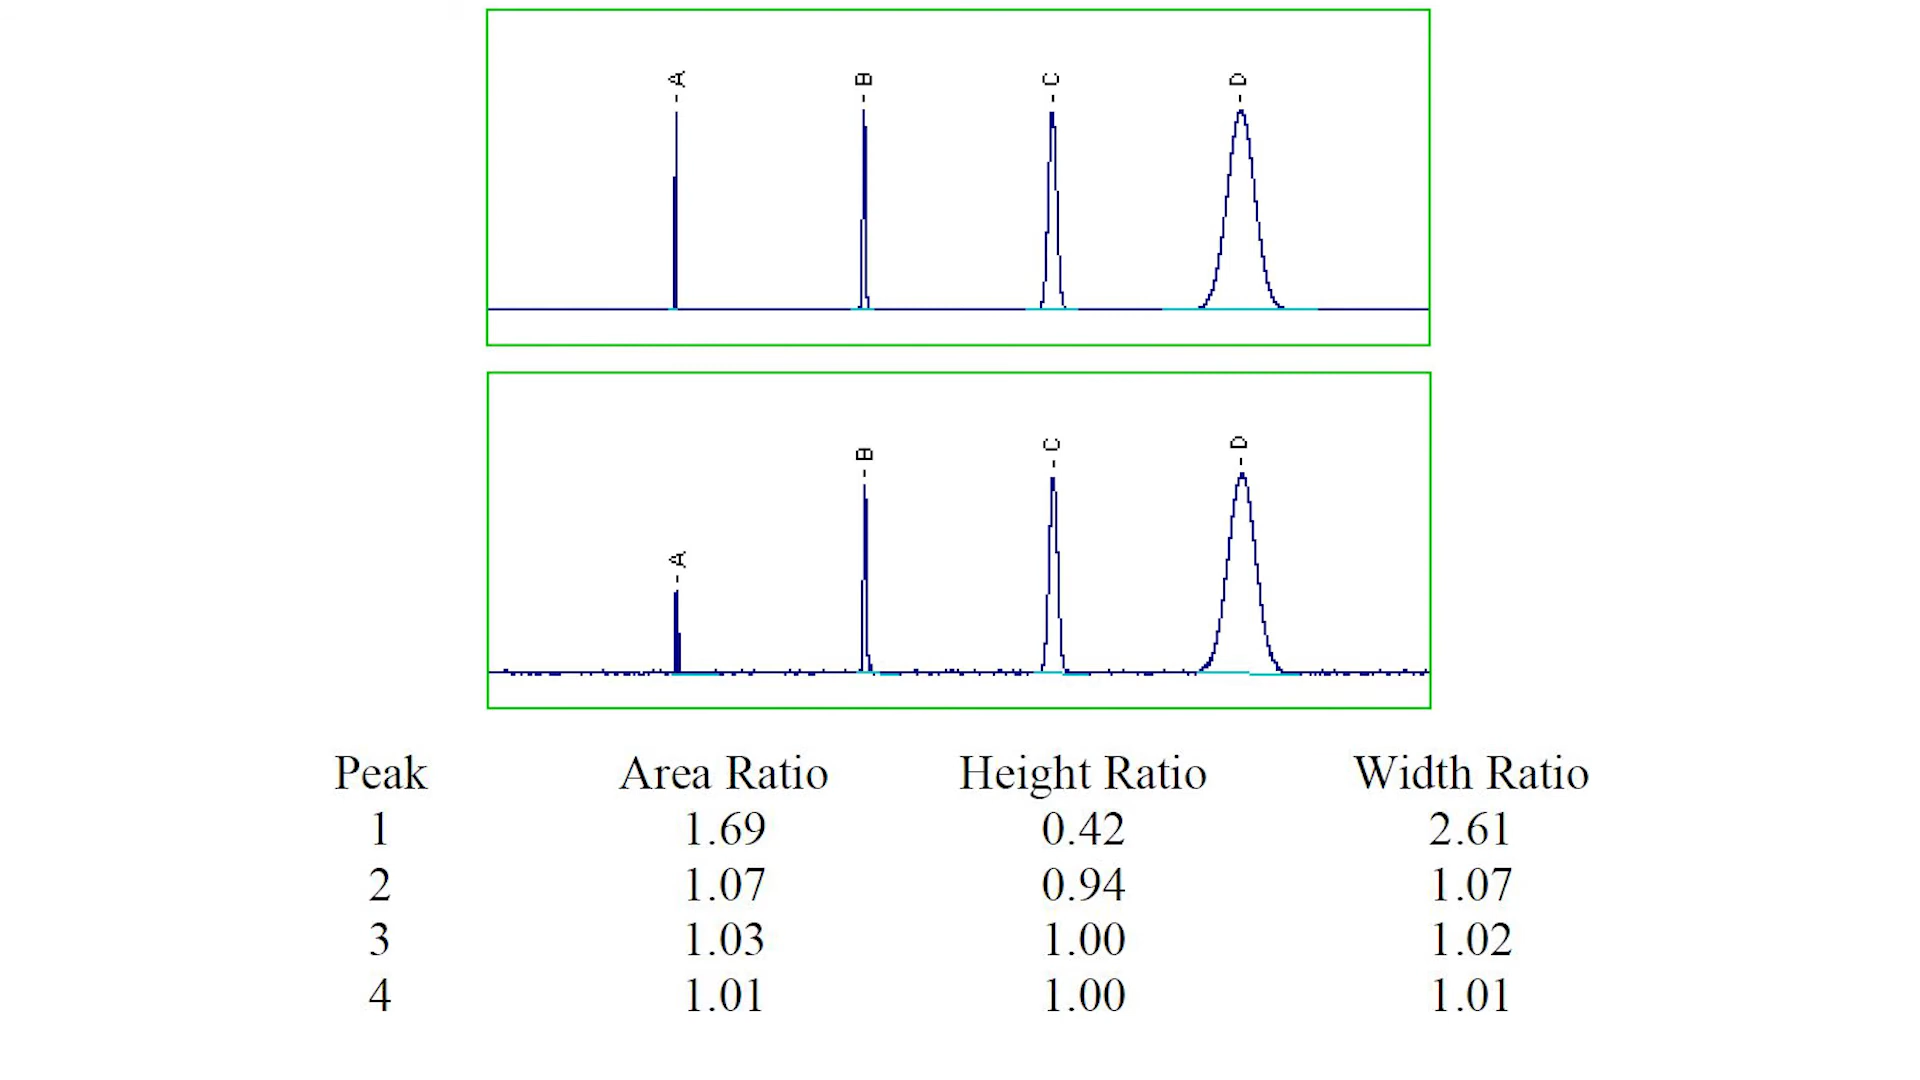 A B C D
A B C D
Peak Area Ratio Height Ratio Width Ratio
1 1.69 0.42 2.61
2 1.07 0.94 1.07
3 1.03 1.00 1.02
4 1.01 1.00 1.01